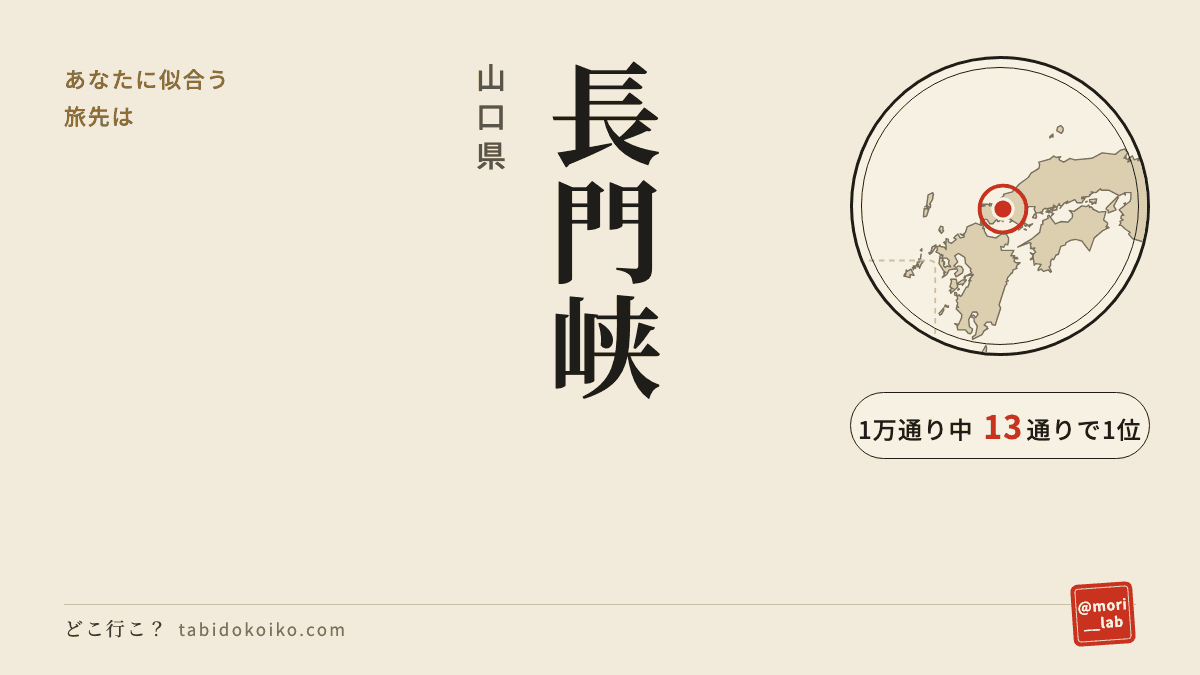 あなたに似合う
旅先は
長門峡
山口県
1万通り中 13通りで1位
どこ行こ？ tabidokoiko.com
@mori
__lab